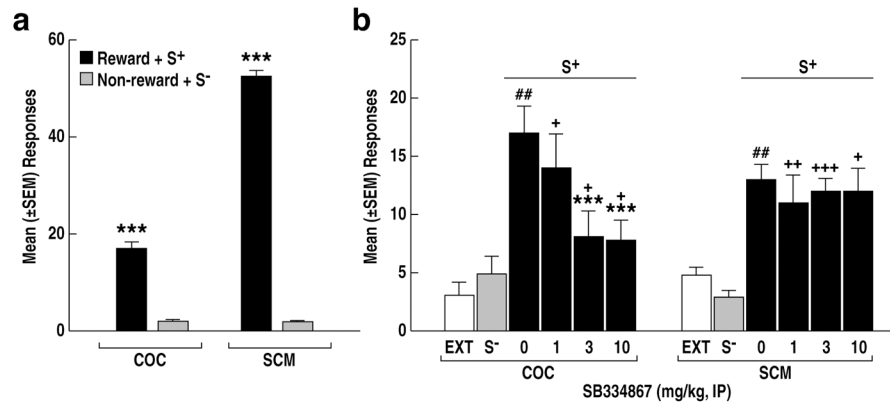 a
Mean (±SEM) Responses
60
40
20
0
Reward + S+
Non-reward + S-
***
***
COC
SCM
b
Mean (±SEM) Responses
25
20
15
10
5
0
S+
S+
##
+
+
***
+
***
##
++
+++
+
EXT S- 0 1 3 10
EXT S- 0 1 3 10
COC
SCM
SB334867 (mg/kg, IP)